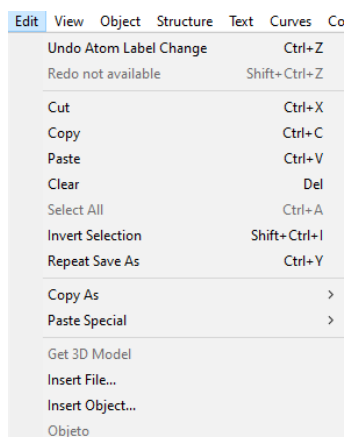 Edit View Object Structure Text Curves Co
Undo Atom Label Change Ctrl+Z
Redo not available Shift+Ctrl+Z
Cut Ctrl+X
Copy Ctrl+C
Paste Ctrl+V
Clear Del
Select All Ctrl+A
Invert Selection Shift+Ctrl+I
Repeat Save As Ctrl+Y
Copy As >
Paste Special >
Get 3D Model
Insert File...
Insert Object...
Objeto